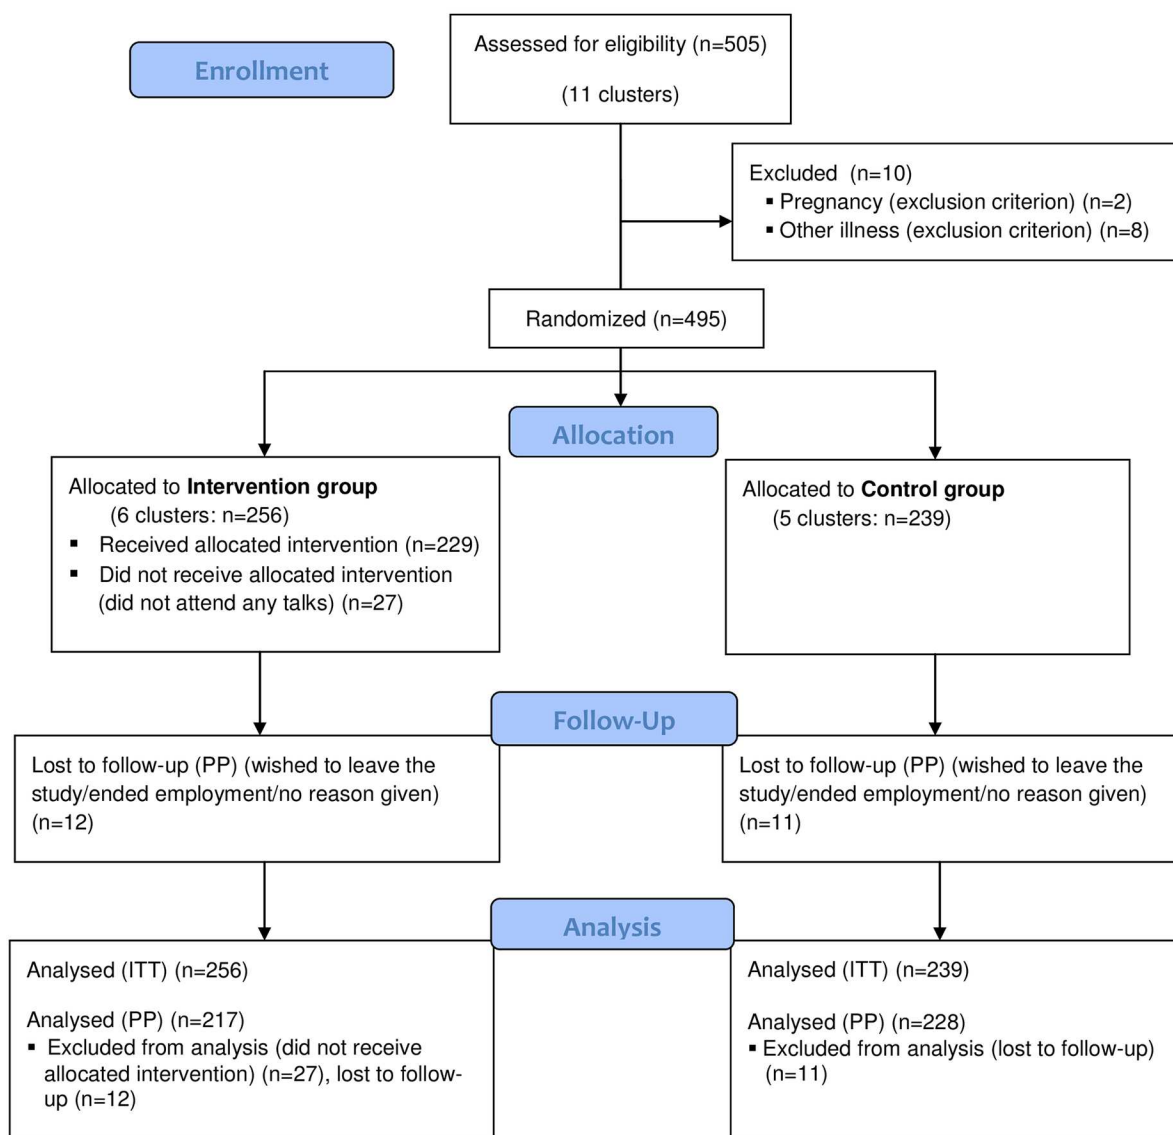 Enrollment
Assessed for eligibility (n=505)
(11 clusters)
Excluded  (n=10)
▪ Pregnancy (exclusion criterion) (n=2)
▪ Other illness (exclusion criterion) (n=8)
Randomized (n=495)
Allocation
Allocated to Intervention group
(6 clusters: n=256)
▪ Received allocated intervention (n=229)
▪ Did not receive allocated intervention
(did not attend any talks) (n=27)
Allocated to Control group
(5 clusters: n=239)
Follow-Up
Lost to follow-up (PP) (wished to leave the
study/ended employment/no reason given)
(n=12)
Lost to follow-up (PP) (wished to leave the
study/ended employment/no reason given)
(n=11)
Analysis
Analysed (ITT) (n=256)
Analysed (PP) (n=217)
▪ Excluded from analysis (did not receive
allocated intervention) (n=27), lost to follow-
up (n=12)
Analysed (ITT) (n=239)
Analysed (PP) (n=228)
▪ Excluded from analysis (lost to follow-up)
(n=11)